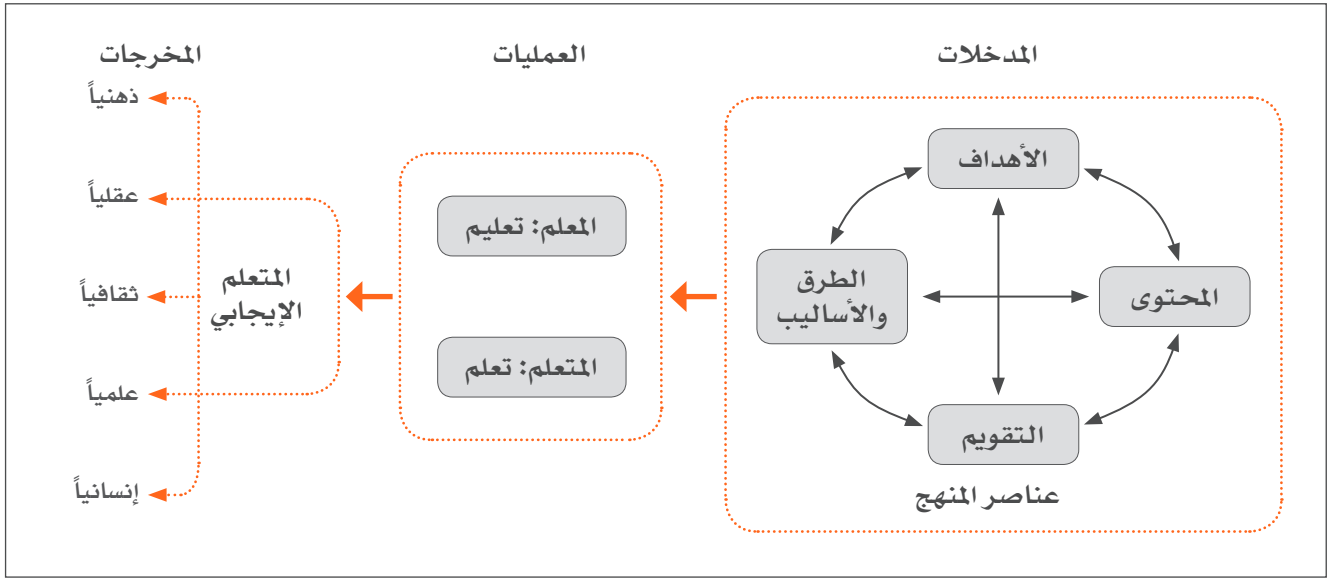 المدخلات
العمليات
المخرجات
الأهداف
المحتوى
الطرق
والأساليب
التقويم
عناصر المنهج
المعلم: تعليم
المتعلم: تعلم
المتعلم
الإيجابي
ذهنياً
عقلياً
ثقافياً
علمياً
إنسانياً